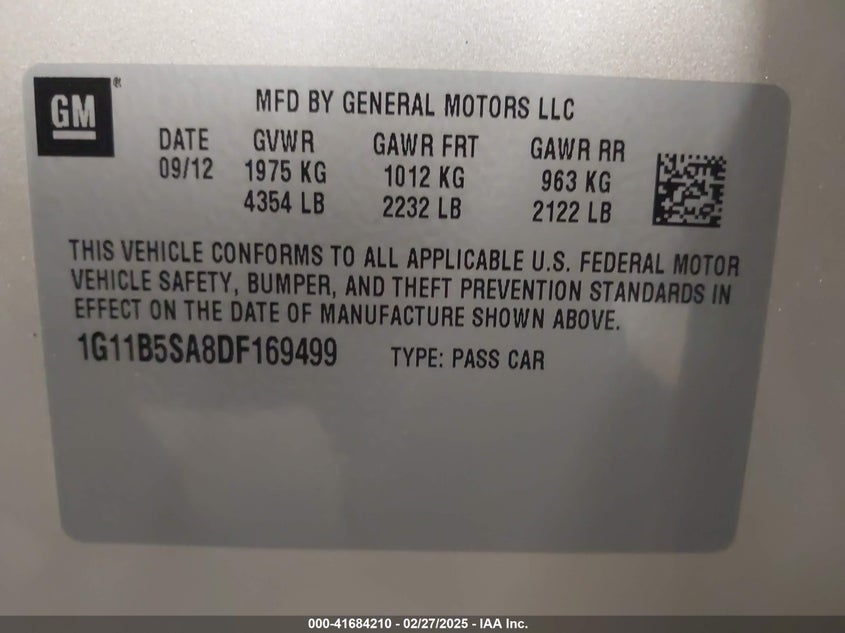 GM®
MFD BY GENERAL MOTORS LLC
DATE GVWR GAWR FRT GAWR RR
09/12 1975 KG 1012 KG 963 KG
4354 LB 2232 LB 2122 LB
THIS VEHICLE CONFORMS TO ALL APPLICABLE U.S. FEDERAL MOTOR
VEHICLE SAFETY, BUMPER, AND THEFT PREVENTION STANDARDS IN
EFFECT ON THE DATE OF MANUFACTURE SHOWN ABOVE.
1G11B5SA8DF169499 TYPE: PASS CAR
000-41684210 - 02/27/2025 - IAA Inc.